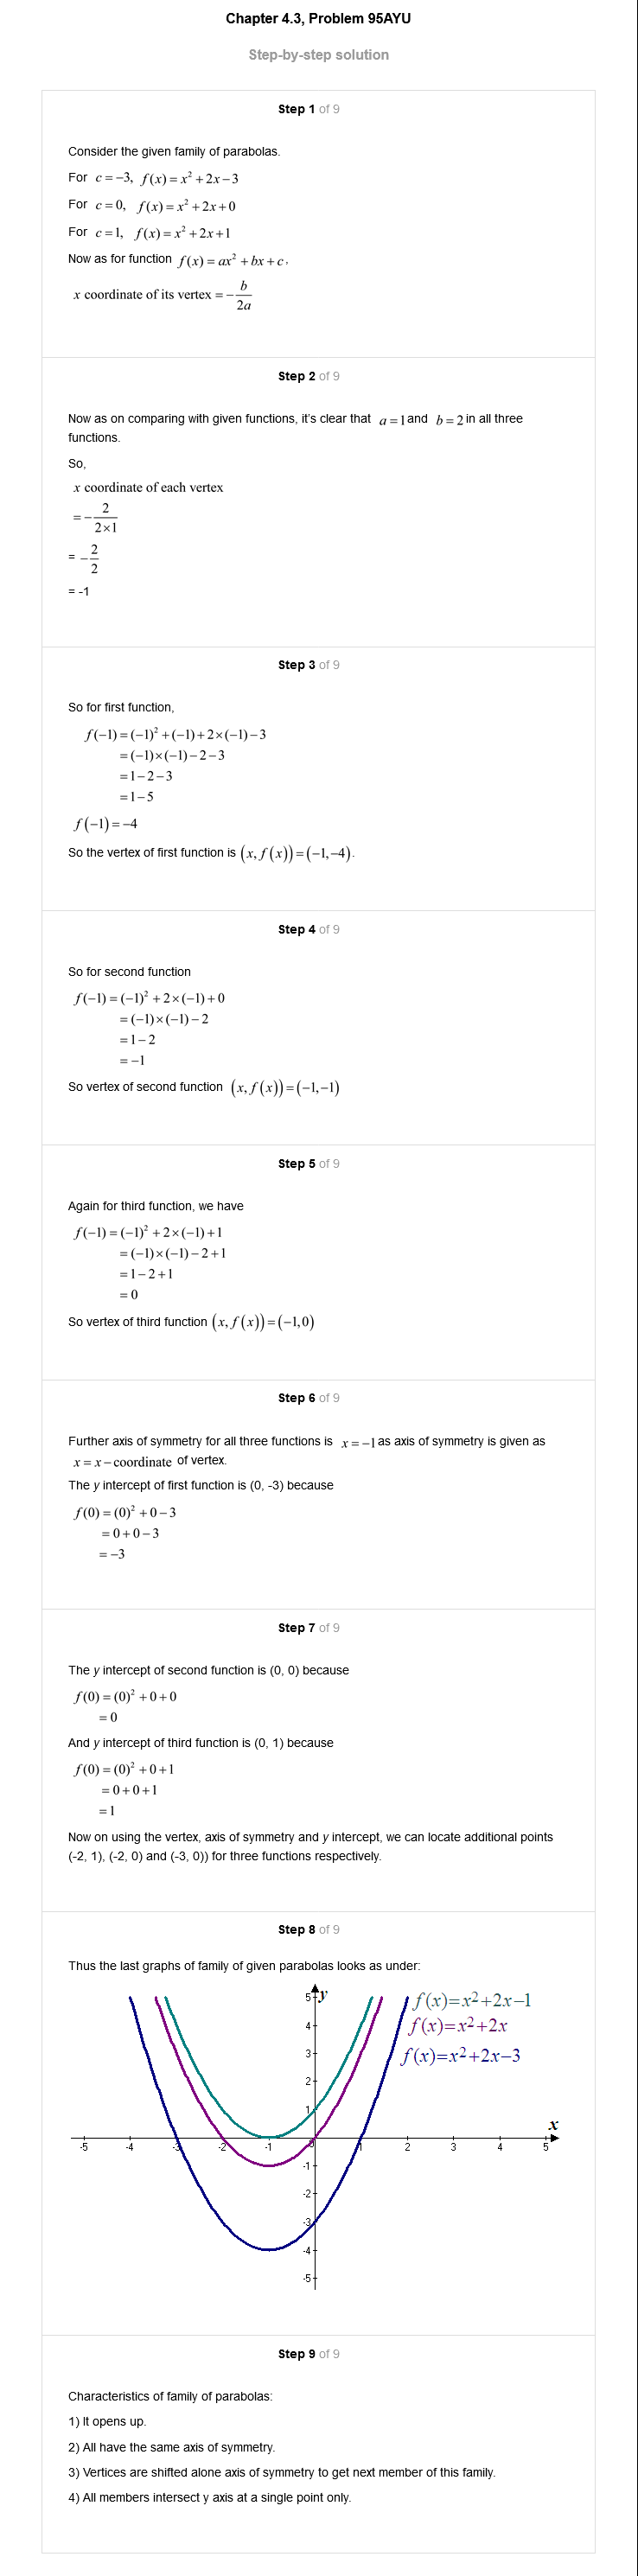 Chapter 4.3, Problem 95AYU
Step-by-step solution
Step 1 of 9
Consider the given family of parabolas.
For c = −3, f(x) = x² + 2x − 3
For c = 0, f(x) = x² + 2x + 0
For c = 1, f(x) = x² + 2x + 1
Now as for function f(x) = ax² + bx + c,
x coordinate of its vertex = − b/2a
Step 2 of 9
Now as on comparing with given functions, it's clear that a = 1 and b = 2 in all three
functions.
So,
x coordinate of each vertex
= − 2/(2×1)
= − 2/2
= -1
Step 3 of 9
So for first function,
f(−1) = (−1)² + (−1) + 2×(−1) − 3
= (−1)×(−1) − 2 − 3
= 1 − 2 − 3
= 1 − 5
f(−1) = −4
So the vertex of first function is (x, f(x)) = (−1, −4).
Step 4 of 9
So for second function
f(−1) = (−1)² + 2×(−1) + 0
= (−1)×(−1) − 2
= 1 − 2
= −1
So vertex of second function (x, f(x)) = (−1, −1)
Step 5 of 9
Again for third function, we have
f(−1) = (−1)² + 2×(−1) + 1
= (−1)×(−1) − 2 + 1
= 1 − 2 + 1
= 0
So vertex of third function (x, f(x)) = (−1, 0)
Step 6 of 9
Further axis of symmetry for all three functions is x = −1 as axis of symmetry is given as
x = x − coordinate of vertex.
The y intercept of first function is (0, -3) because
f(0) = (0)² + 0 − 3
= 0 + 0 − 3
= −3
Step 7 of 9
The y intercept of second function is (0, 0) because
f(0) = (0)² + 0 + 0
= 0
And y intercept of third function is (0, 1) because
f(0) = (0)² + 0 + 1
= 0 + 0 + 1
= 1
Now on using the vertex, axis of symmetry and y intercept, we can locate additional points
(-2, 1), (-2, 0) and (-3, 0)) for three functions respectively.
Step 8 of 9
Thus the last graphs of family of given parabolas looks as under:
y
f(x)=x²+2x−1
f(x)=x²+2x
f(x)=x²+2x−3
5
4
3
2
1
x
-5 -4 -3 -2 -1 0 1 2 3 4 5
-1
-2
-3
-4
-5
Step 9 of 9
Characteristics of family of parabolas:
1) It opens up.
2) All have the same axis of symmetry.
3) Vertices are shifted alone axis of symmetry to get next member of this family.
4) All members intersect y axis at a single point only.